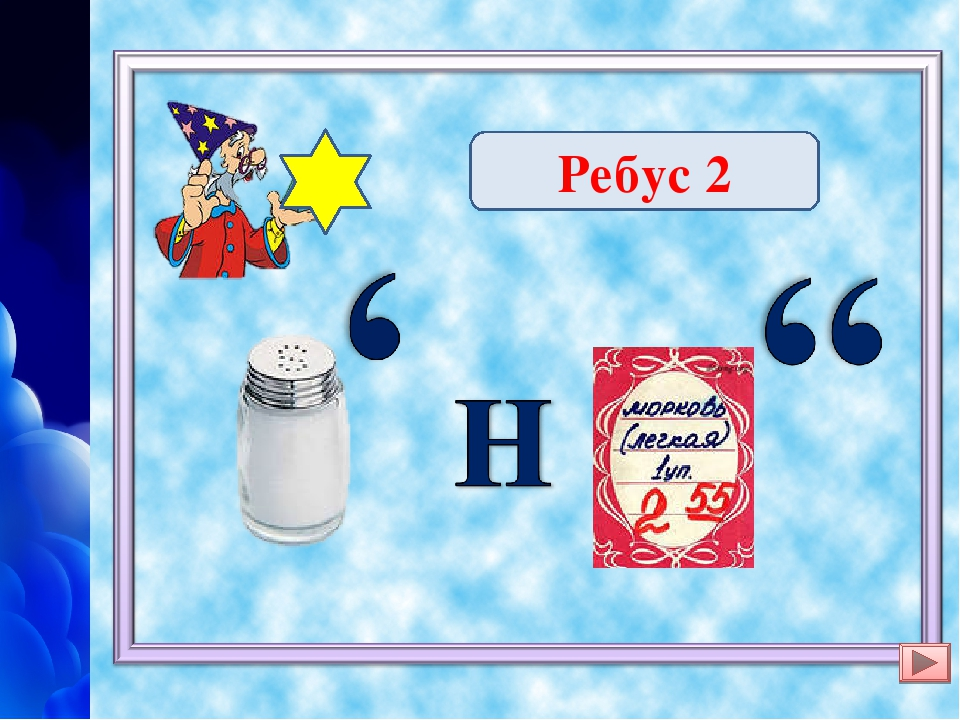 Ребус 2
‘
“
н
морковь
(легкая)
1уп.
2 55